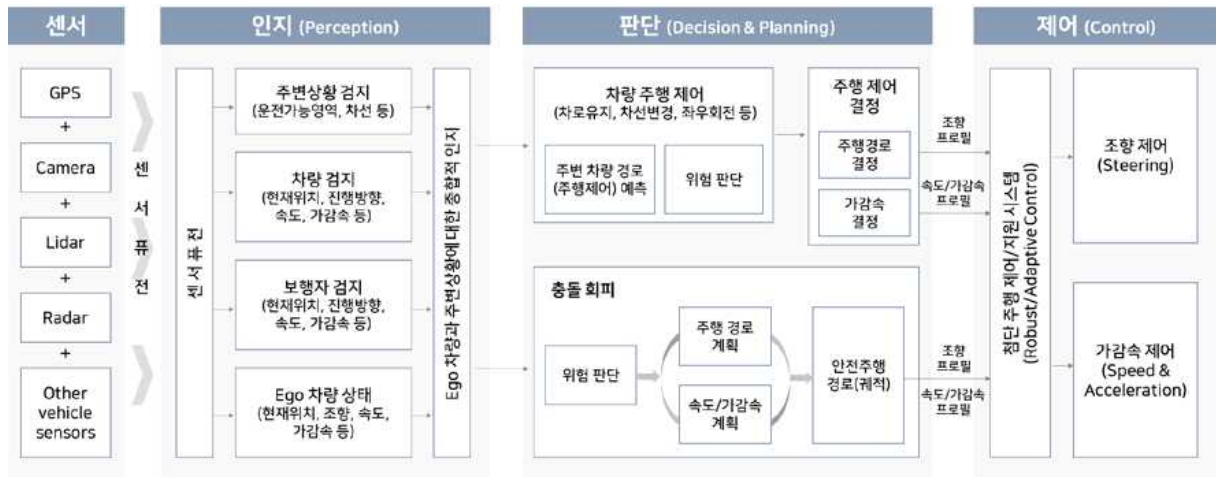 센서
인지 (Perception)
판단 (Decision & Planning)
제어 (Control)
GPS
+
Camera
+
Lidar
+
Radar
+
Other
vehicle
sensors
센서퓨전
센서퓨전
주변상황 검지
(운전가능영역, 차선 등)
차량 검지
(현재위치, 진행방향,
속도, 가감속 등)
보행자 검지
(현재위치, 진행방향,
속도, 가감속 등)
Ego 차량 상태
(현재위치, 조향, 속도,
가감속 등)
Ego 차량과 주변상황에 대한 종합적 인지
차량 주행 제어
(차로유지, 차선변경, 좌우회전 등)
주변 차량 경로
(주행제어) 예측
위험 판단
주행 제어
결정
주행경로
결정
가감속
결정
조향
프로필
속도/가감속
프로필
충돌 회피
위험 판단
주행 경로
계획
속도/가감속
계획
안전주행
경로(궤적)
조향
프로필
속도/가감속
프로필
첨단 주행 제어/지원 시스템
(Robust/Adaptive Control)
조향 제어
(Steering)
가감속 제어
(Speed &
Acceleration)